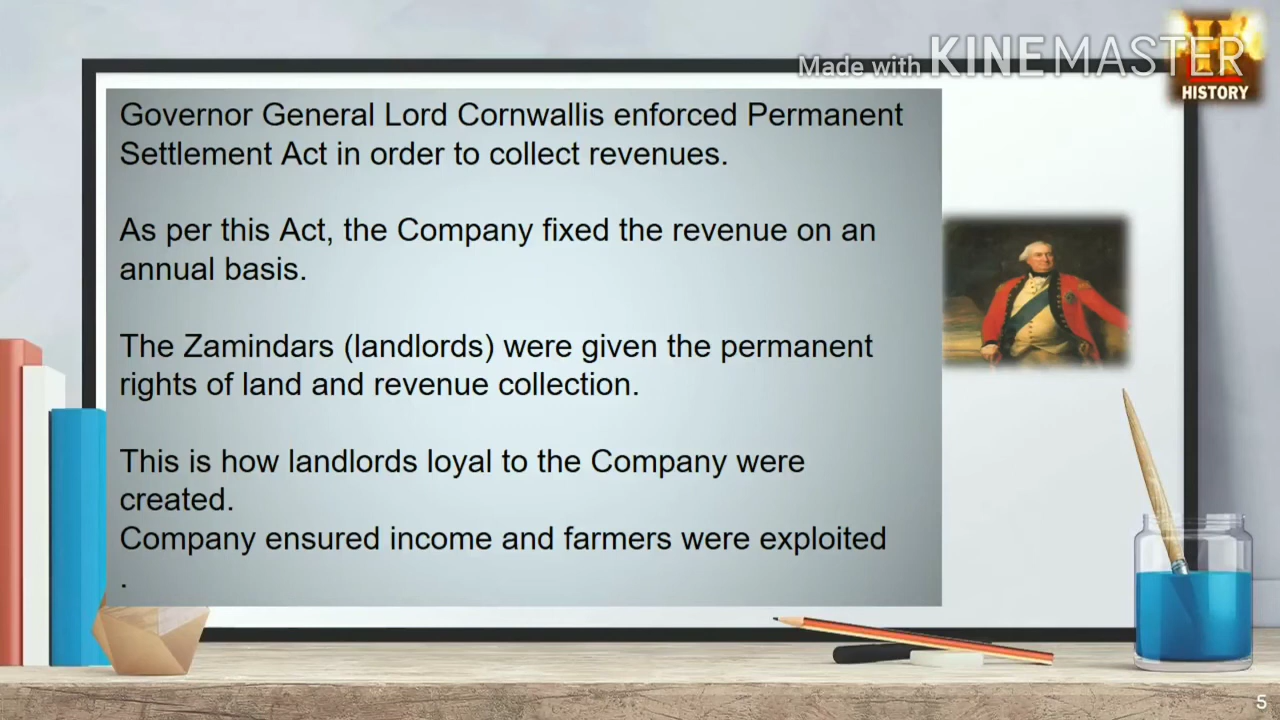 Made with KINEMASTER
HISTORY
Governor General Lord Cornwallis enforced Permanent
Settlement Act in order to collect revenues.
As per this Act, the Company fixed the revenue on an
annual basis.
The Zamindars (landlords) were given the permanent
rights of land and revenue collection.
This is how landlords loyal to the Company were
created.
Company ensured income and farmers were exploited
.
5